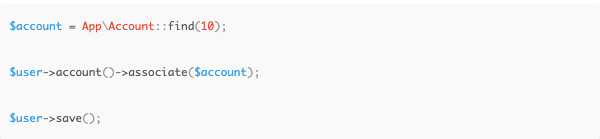 $account = App\Account::find(10);
$user->account()->associate($account);
$user->save();